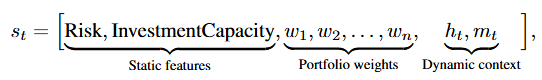 s_t = [Risk, InvestmentCapacity, w_1, w_2, ..., w_n, h_t, m_t],
Static features Portfolio weights Dynamic context